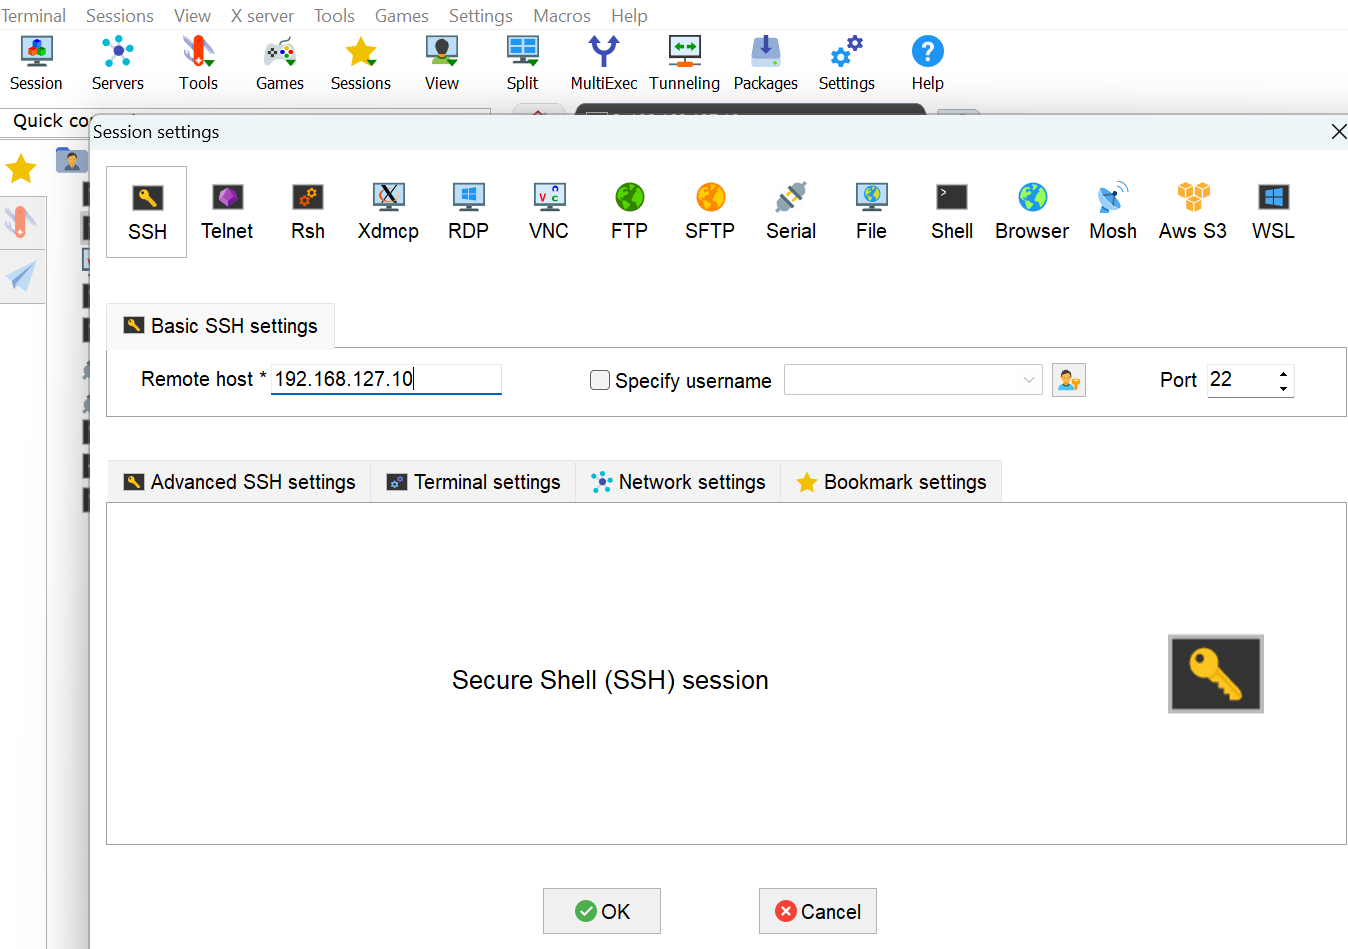 Terminal Sessions View X server Tools Games Settings Macros Help
Session Servers Tools Games Sessions View Split MultiExec Tunneling Packages Settings Help
Quick
Session settings
SSH Telnet Rsh Xdmcp RDP VNC FTP SFTP Serial File Shell Browser Mosh Aws S3 WSL
Basic SSH settings
Remote host * 192.168.127.10 Specify username Port 22
Advanced SSH settings Terminal settings Network settings Bookmark settings
Secure Shell (SSH) session
OK Cancel